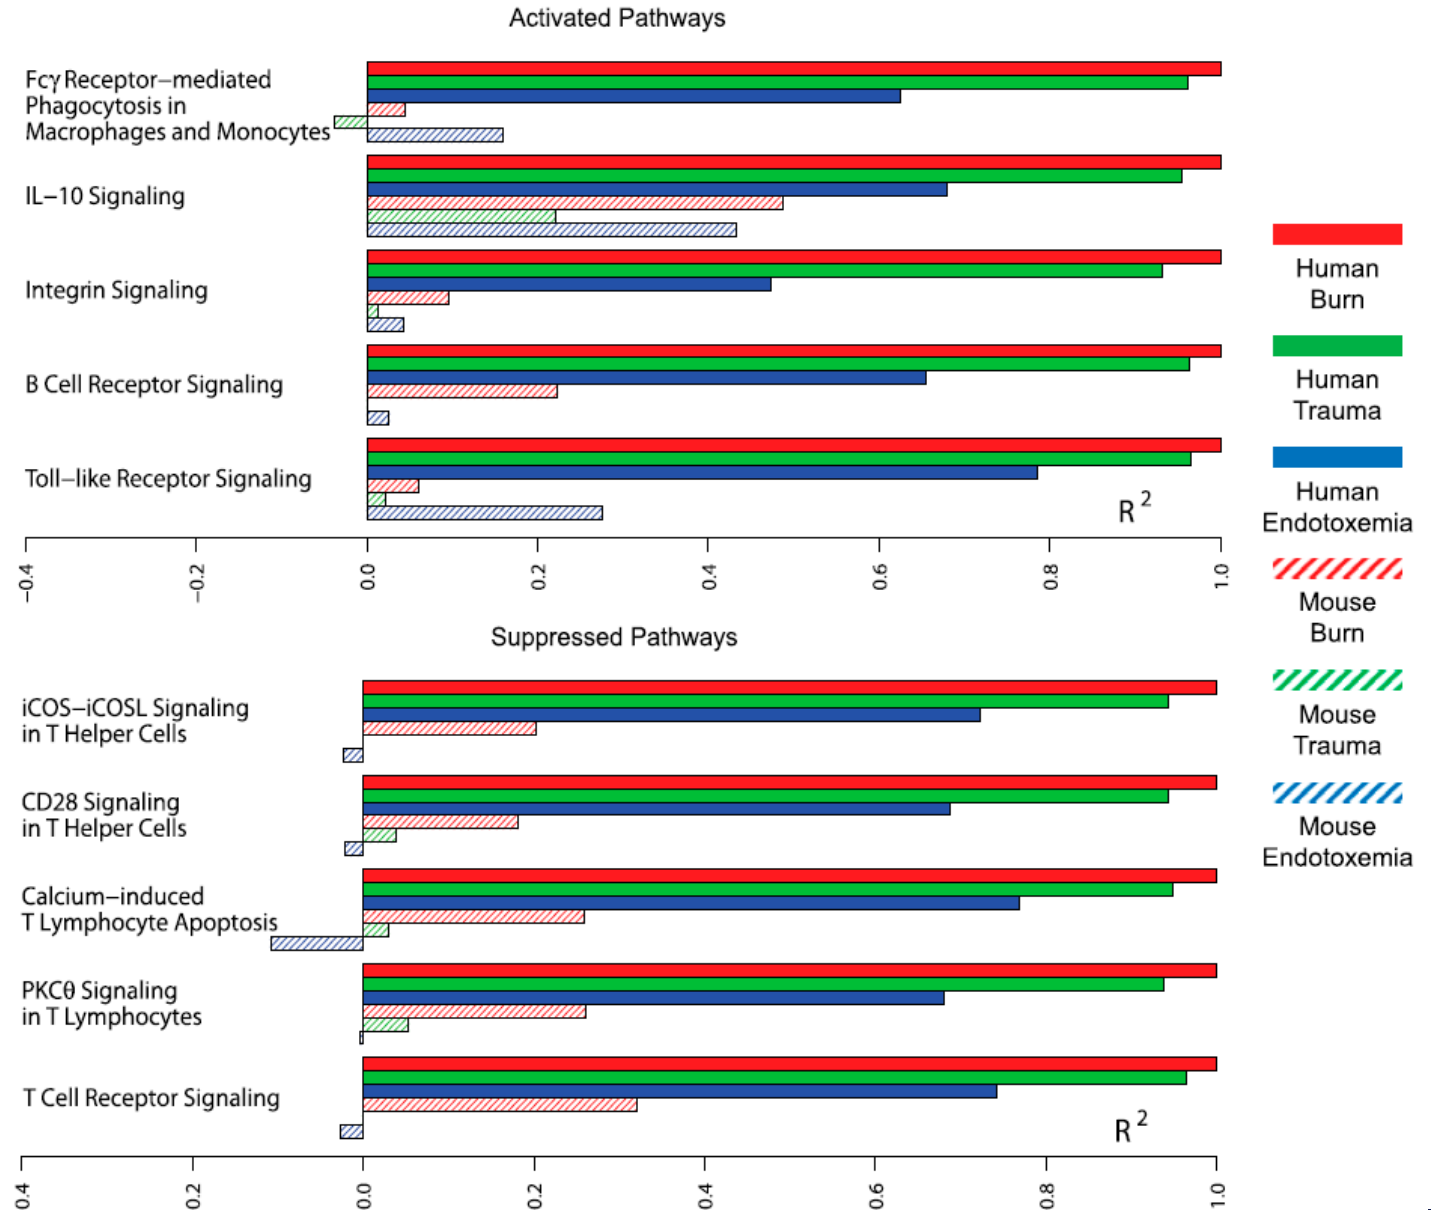 Activated Pathways
Fcγ Receptor–mediated
Phagocytosis in
Macrophages and Monocytes
IL–10 Signaling
Integrin Signaling
B Cell Receptor Signaling
Toll–like Receptor Signaling
R 2
–0.4
–0.2
0.0
0.2
0.4
0.6
0.8
1.0
Suppressed Pathways
iCOS–iCOSL Signaling
in T Helper Cells
CD28 Signaling
in T Helper Cells
Calcium–induced
T Lymphocyte Apoptosis
PKCθ Signaling
in T Lymphocytes
T Cell Receptor Signaling
R 2
0.4
0.2
0.0
0.2
0.4
0.6
0.8
1.0
Human
Burn
Human
Trauma
Human
Endotoxemia
Mouse
Burn
Mouse
Trauma
Mouse
Endotoxemia